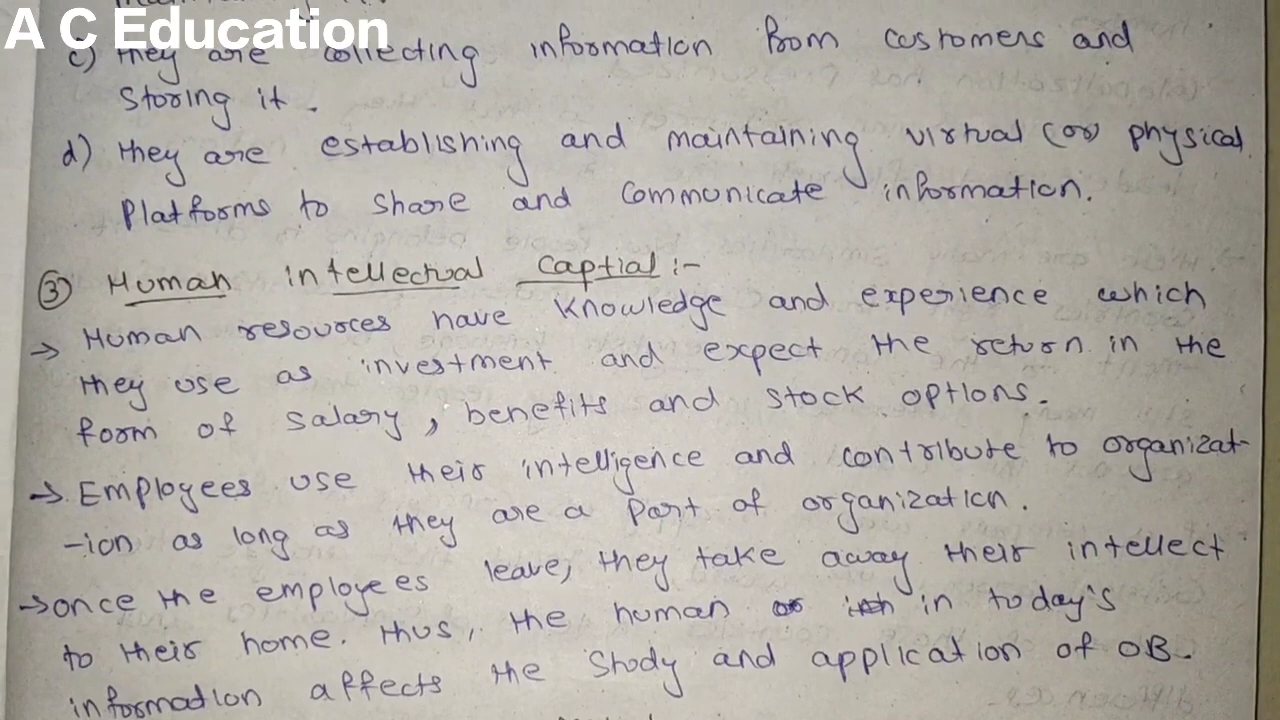 A C Education
c) they are collecting information from customers and
storing it.
d) they are establishing and maintaining virtual (or) physical
Platforms to share and communicate information.
③ Human intellectual Captial :-
→ Human resources have knowledge and experience which
they use as investment and expect the return in the
form of salary, benefits and stock options.
→ Employees use their intelligence and contribute to organizat-
-ion as long as they are a part of organization.
→ once the employees leave, they take away their intellect
to their home. thus, the human in today's
information affects the Study and application of OB.